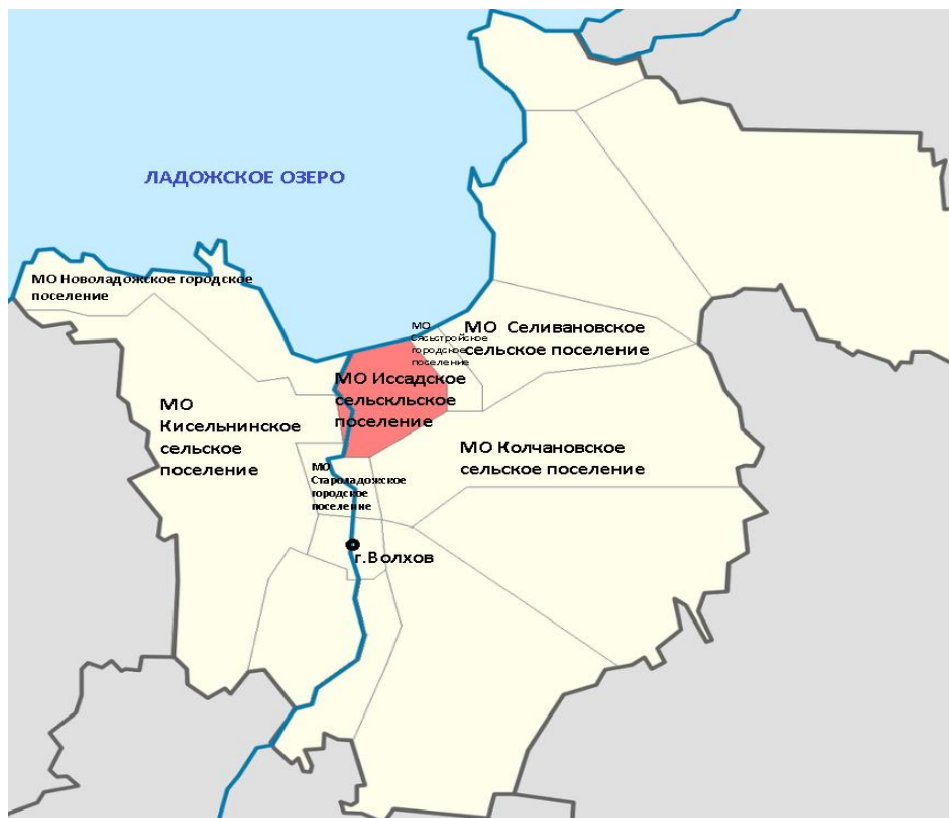 ЛАДОЖСКОЕ ОЗЕРО
МО Новоладожское городское
поселение
МО
Сясьстройское
городское
поселение
МО Селивановское
сельское поселение
МО Иссадское
сельскльское
поселение
МО
Кисельнинское
сельское
поселение
МО Колчановское
сельское поселение
МО
Староладожское
городское
поселение
г.Волхов